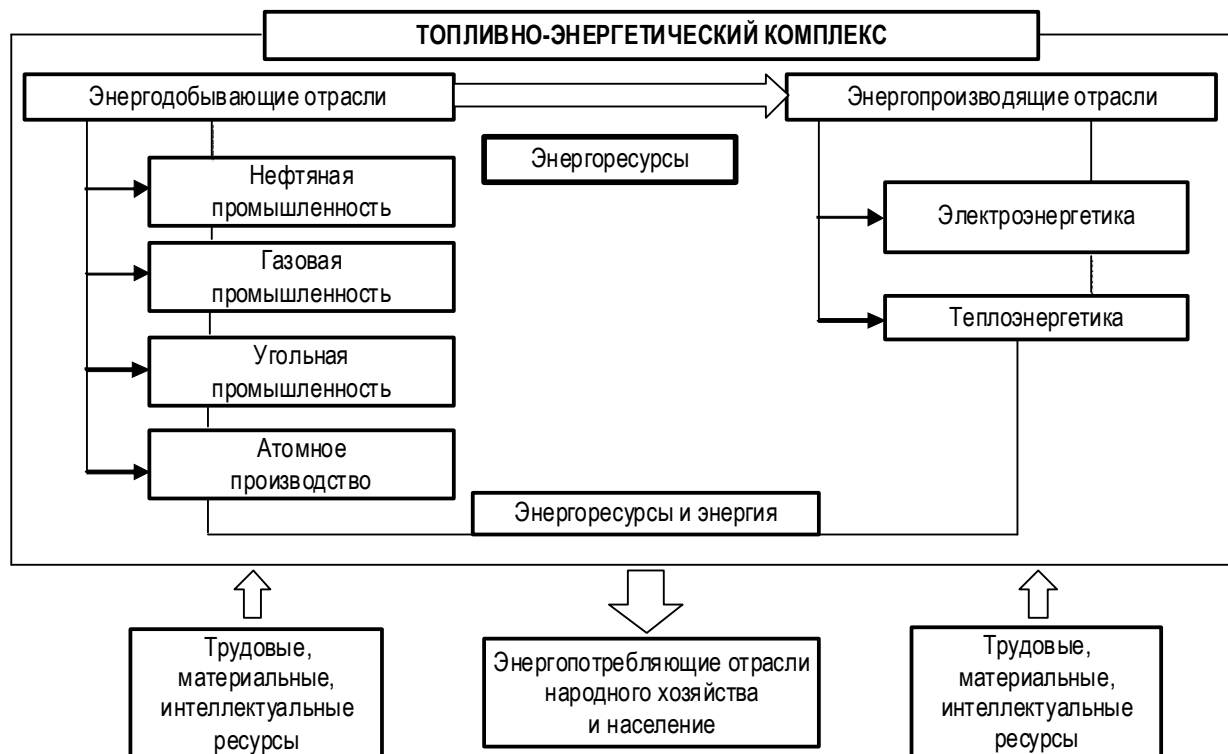 ТОПЛИВНО-ЭНЕРГЕТИЧЕСКИЙ КОМПЛЕКС
Энергодобывающие отрасли
Энергопроизводящие отрасли
Энергоресурсы
Нефтяная
промышленность
Электроэнергетика
Газовая
промышленность
Теплоэнергетика
Угольная
промышленность
Атомное
производство
Энергоресурсы и энергия
Трудовые,
материальные,
интеллектуальные
ресурсы
Энергопотребляющие отрасли
народного хозяйства
и население
Трудовые,
материальные,
интеллектуальные
ресурсы